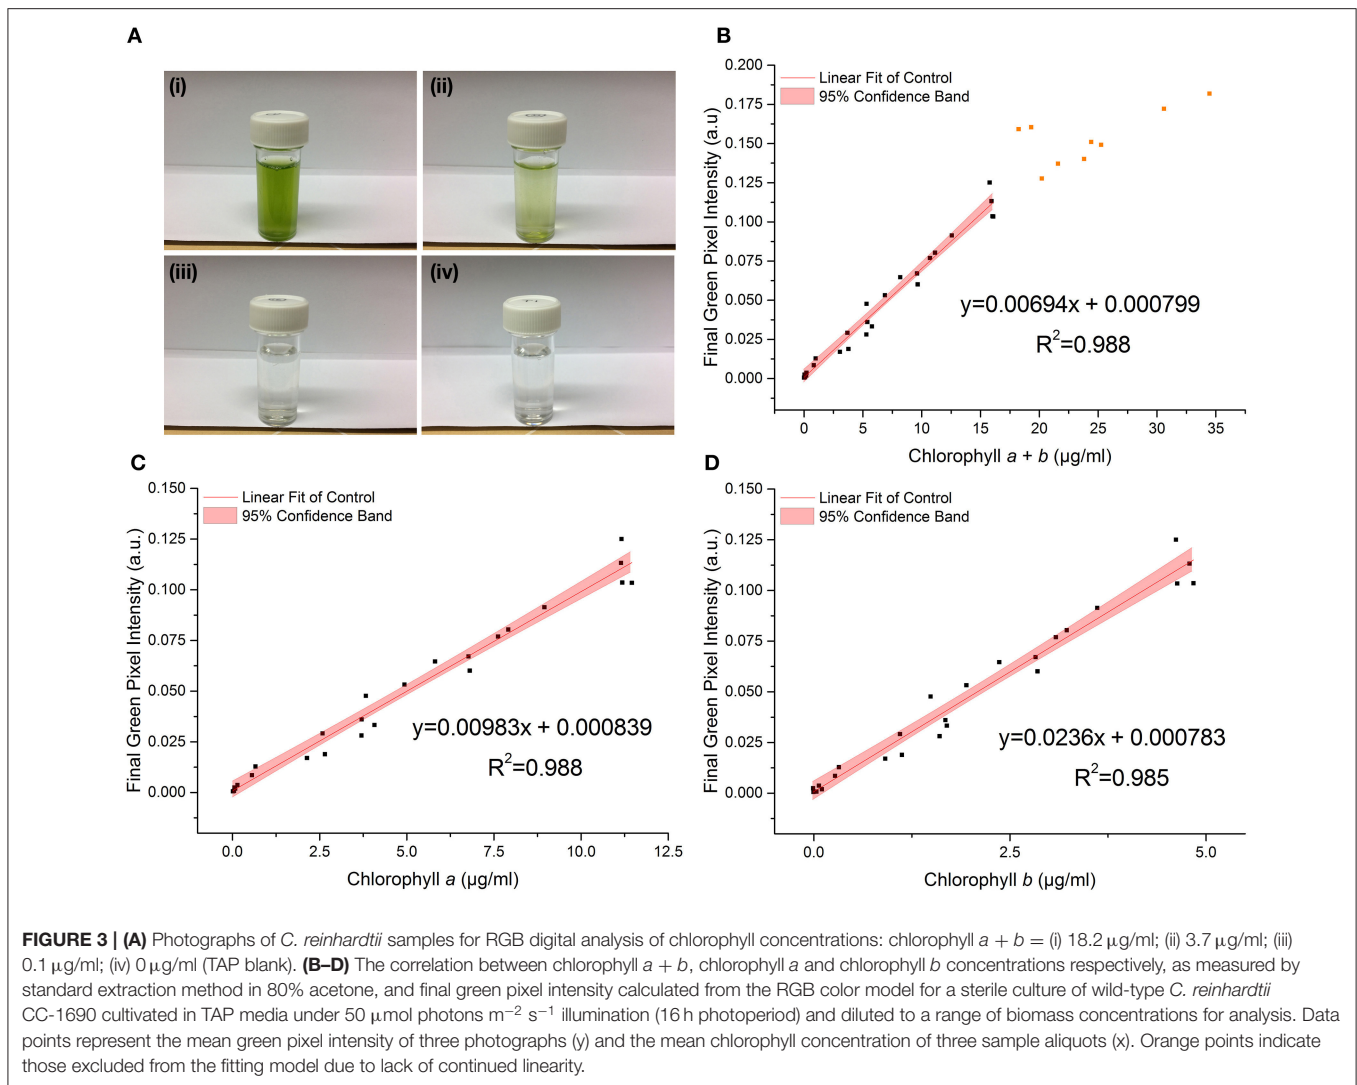 A
(i)
(ii)
(iii)
(iv)
B
Linear Fit of Control
95% Confidence Band
Final Green Pixel Intensity (a.u)
0.200
0.175
0.150
0.125
0.100
0.075
0.050
0.025
0.000
y=0.00694x + 0.000799
R²=0.988
0 5 10 15 20 25 30 35
Chlorophyll a + b (µg/ml)
C
Linear Fit of Control
95% Confidence Band
Final Green Pixel Intensity (a.u.)
0.150
0.125
0.100
0.075
0.050
0.025
0.000
y=0.00983x + 0.000839
R²=0.988
0.0 2.5 5.0 7.5 10.0 12.5
Chlorophyll a (µg/ml)
D
Linear Fit of Control
95% Confidence Band
Final Green Pixel Intensity (a.u.)
0.150
0.125
0.100
0.075
0.050
0.025
0.000
y=0.0236x + 0.000783
R²=0.985
0.0 2.5 5.0
Chlorophyll b (µg/ml)
FIGURE 3 | (A) Photographs of C. reinhardtii samples for RGB digital analysis of chlorophyll concentrations: chlorophyll a + b = (i) 18.2 µg/ml; (ii) 3.7 µg/ml; (iii)
0.1 µg/ml; (iv) 0 µg/ml (TAP blank). (B–D) The correlation between chlorophyll a + b, chlorophyll a and chlorophyll b concentrations respectively, as measured by
standard extraction method in 80% acetone, and final green pixel intensity calculated from the RGB color model for a sterile culture of wild-type C. reinhardtii
CC-1690 cultivated in TAP media under 50 µmol photons m⁻² s⁻¹ illumination (16 h photoperiod) and diluted to a range of biomass concentrations for analysis. Data
points represent the mean green pixel intensity of three photographs (y) and the mean chlorophyll concentration of three sample aliquots (x). Orange points indicate
those excluded from the fitting model due to lack of continued linearity.